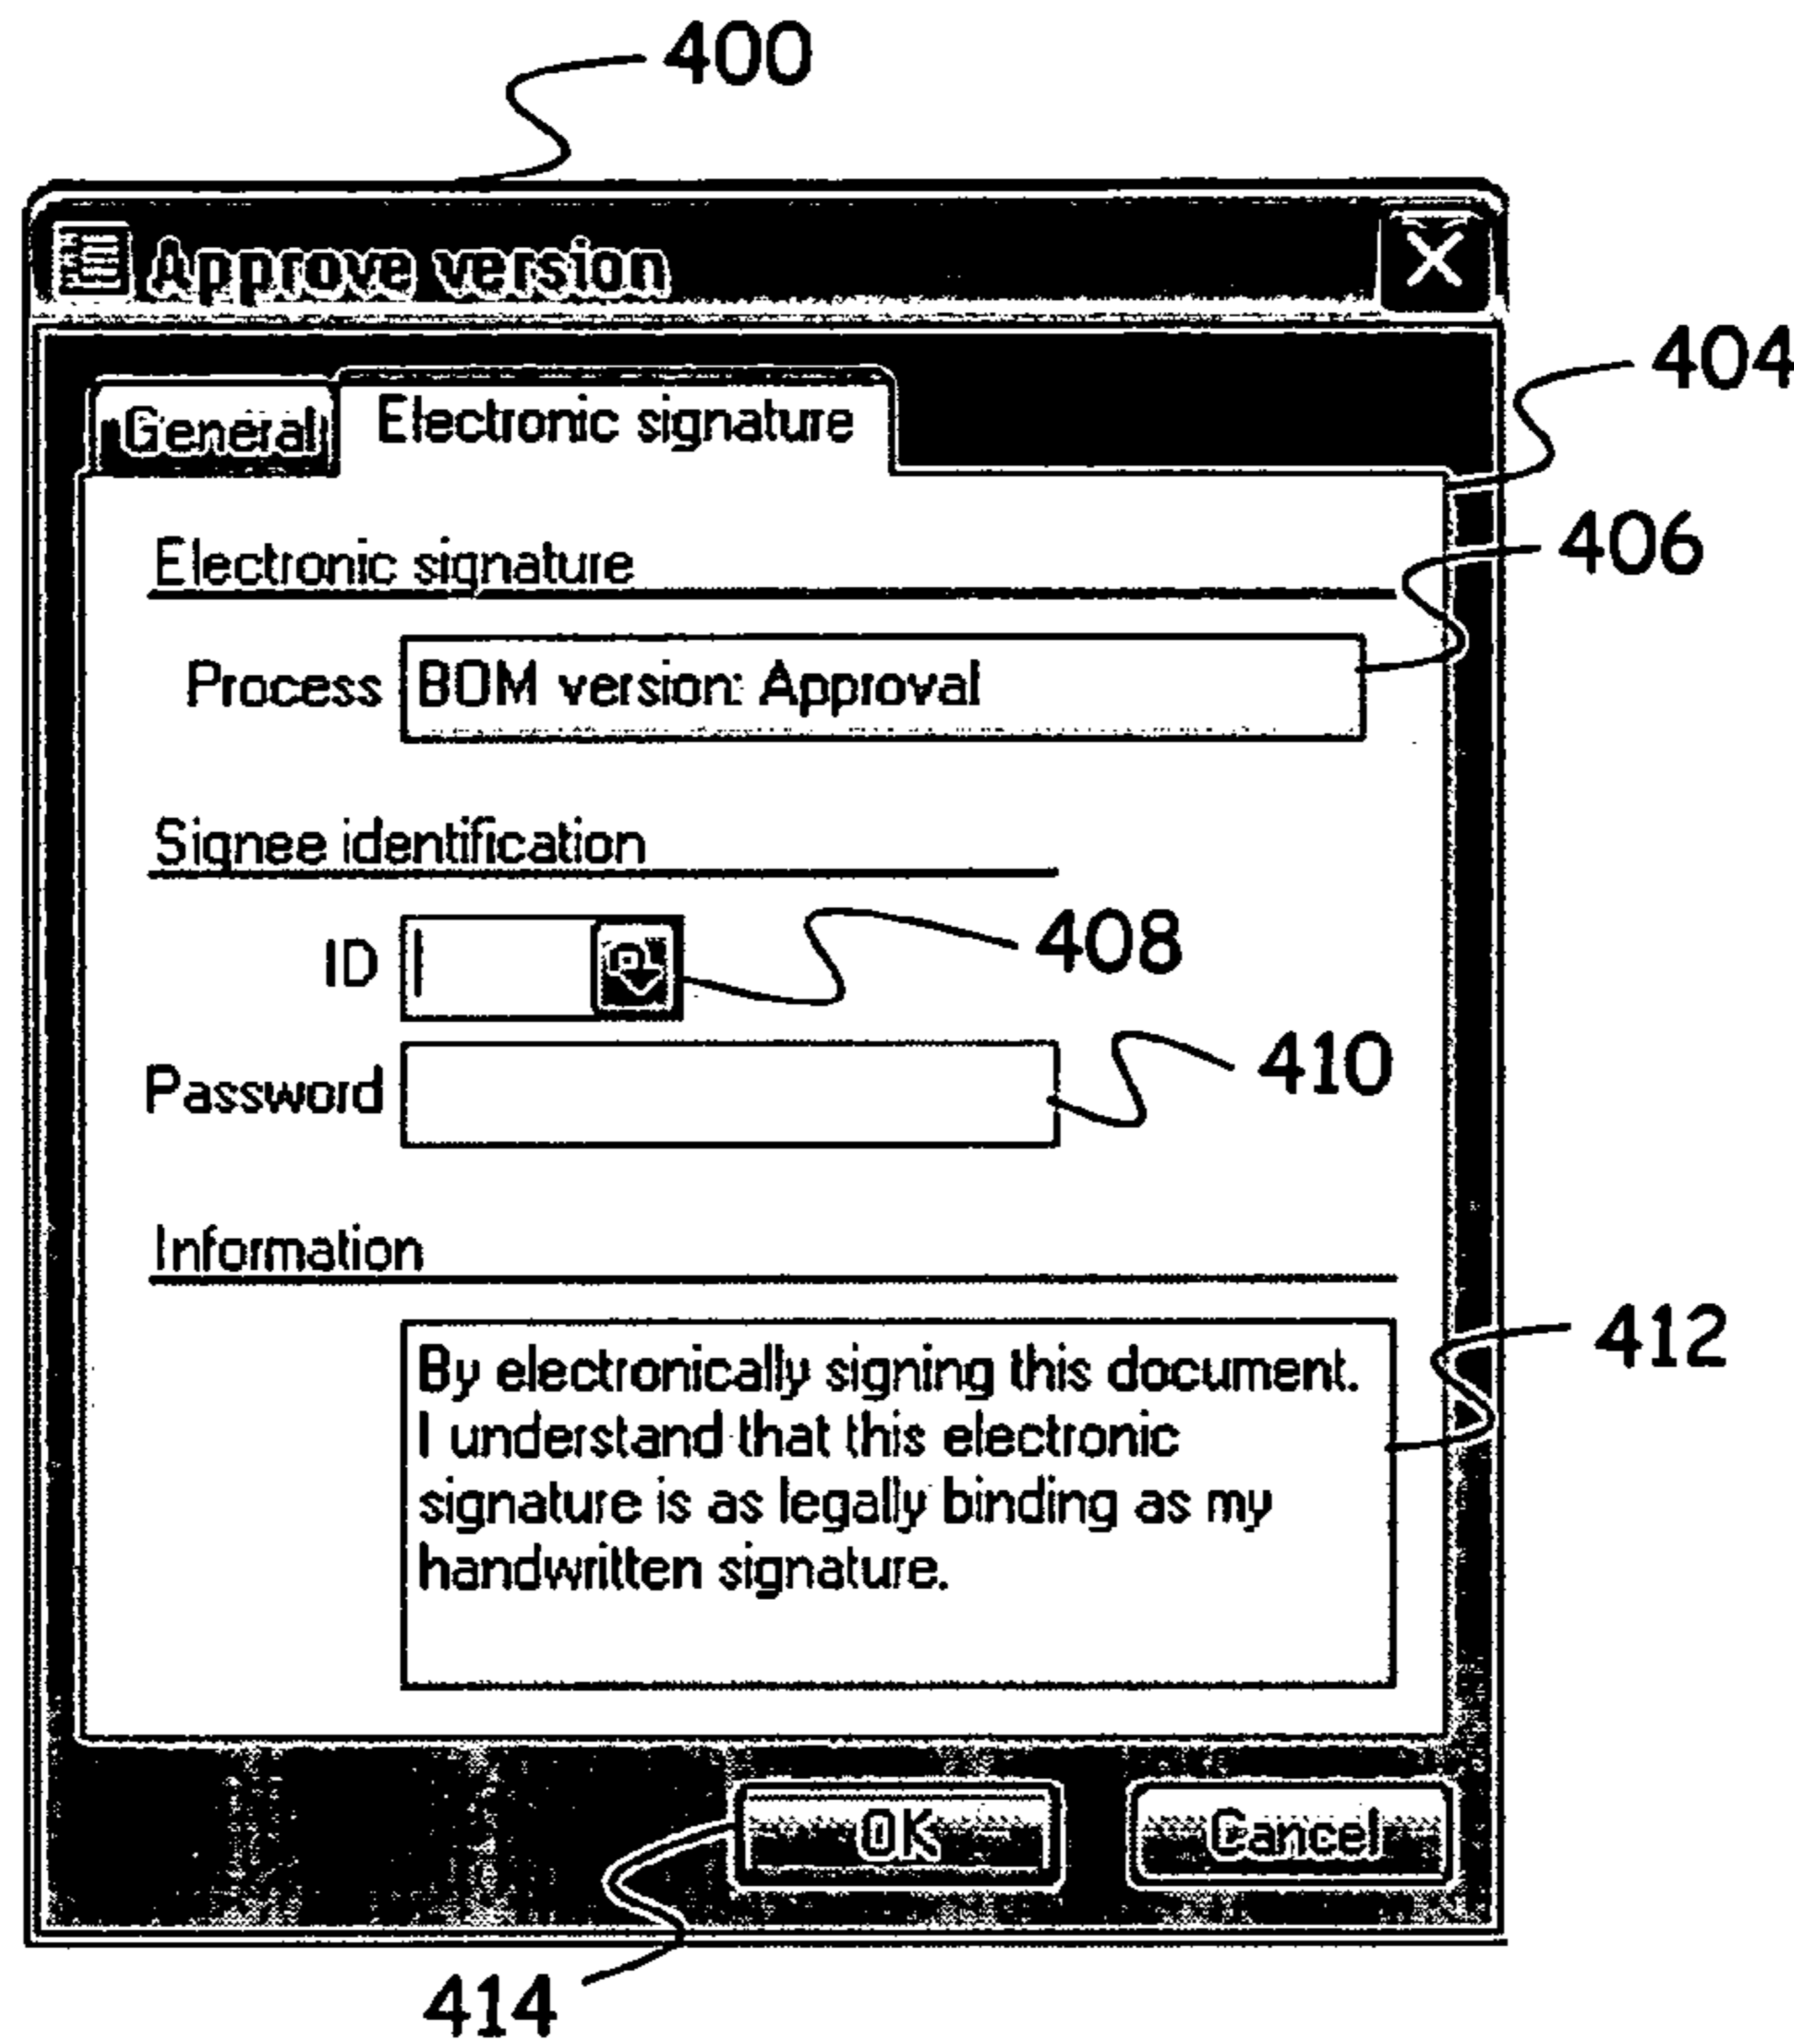 400
Approve version
404
General Electronic signature
406
Electronic signature
Process BOM version: Approval
Signee identification
ID 408
Password 410
Information
412
By electronically signing this document.
I understand that this electronic
signature is as legally binding as my
handwritten signature.
OK Cancel
414